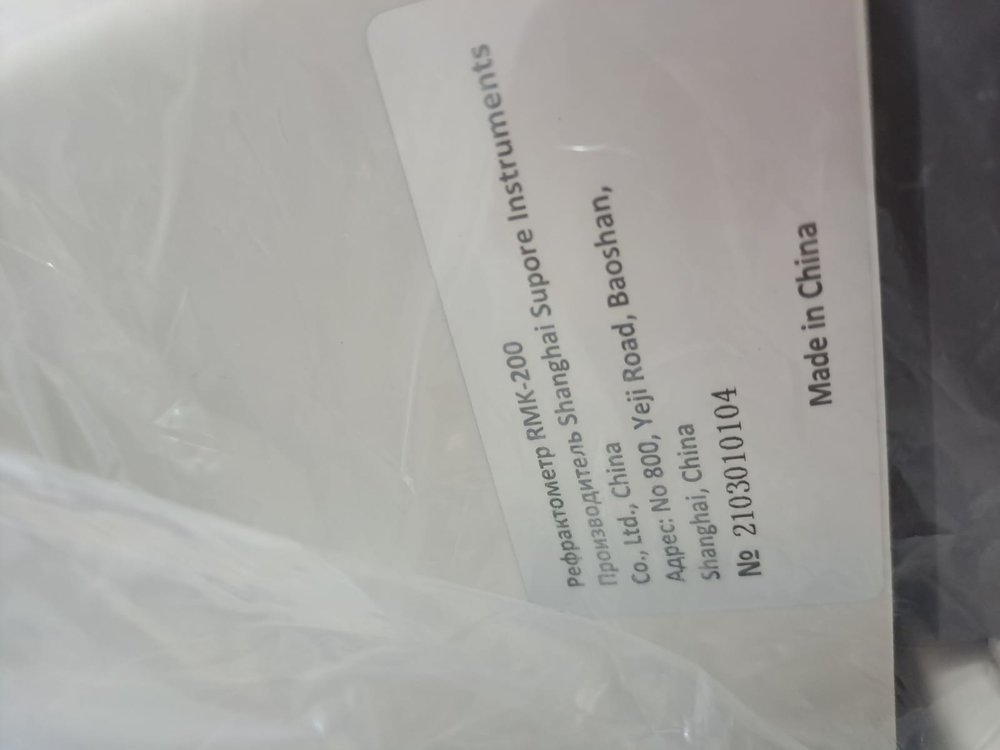 Рефрактометр RMK-200
Производитель Shanghai Supore Instruments
Co., Ltd., China
Адрес: No 800, Yeji Road, Baoshan,
Shanghai, China
№ 2103010104
Made in China